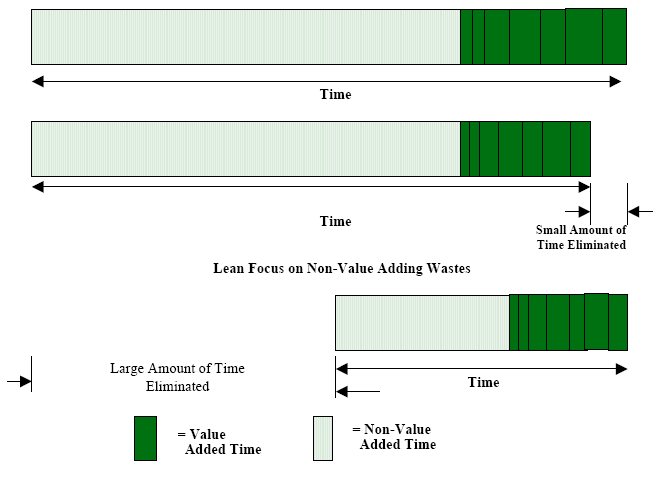 Time
Time
Small Amount of
Time Eliminated
Lean Focus on Non-Value Adding Wastes
Large Amount of Time
Eliminated
Time
= Value
Added Time
= Non-Value
Added Time